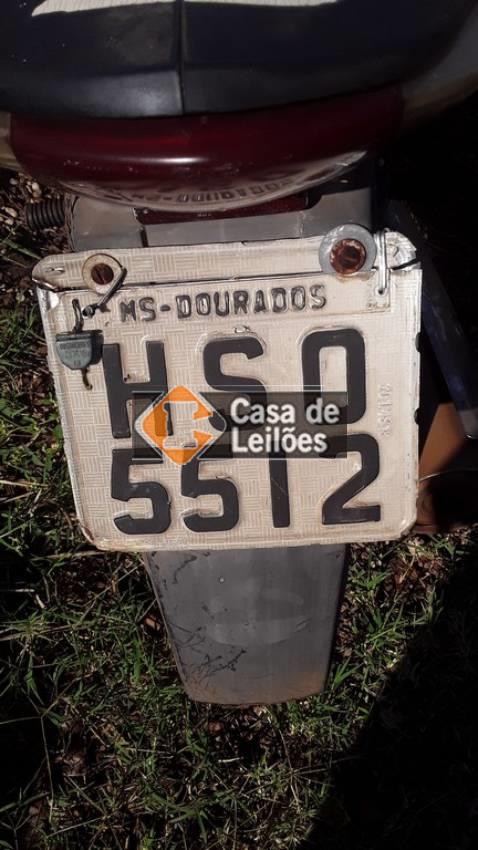 MS-DOURADOS
HSO
Casa de
Leilões
5512